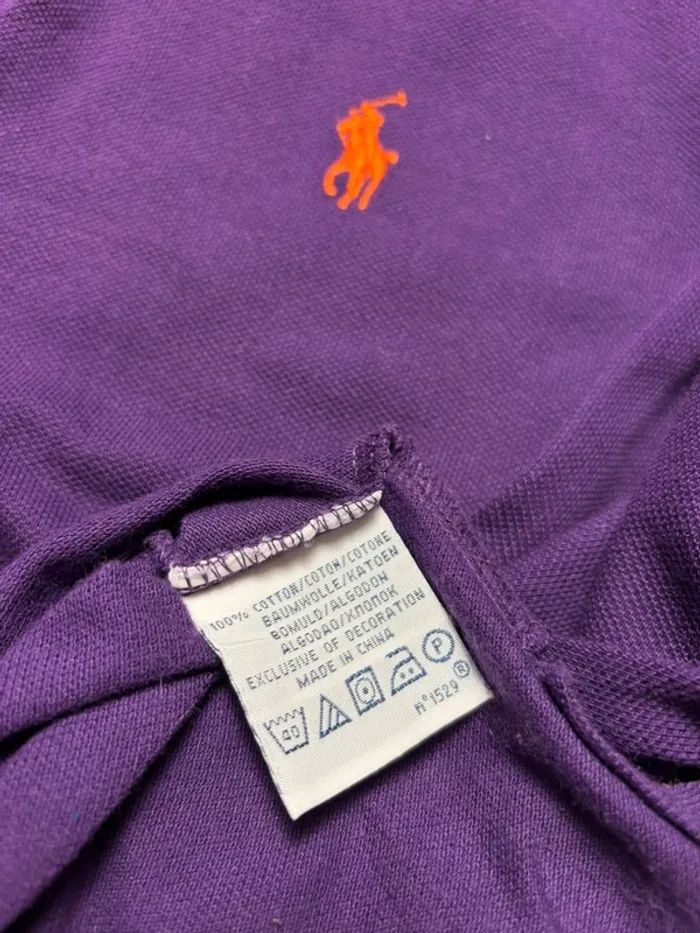 100% COTTON/COTON/COTONE
BAUMWOLLE/KATOEN
BOMULD/ALGODON
ALGODAO/ХЛОПОК
EXCLUSIVE OF DECORATION
MADE IN CHINA
40 P
N°1529®